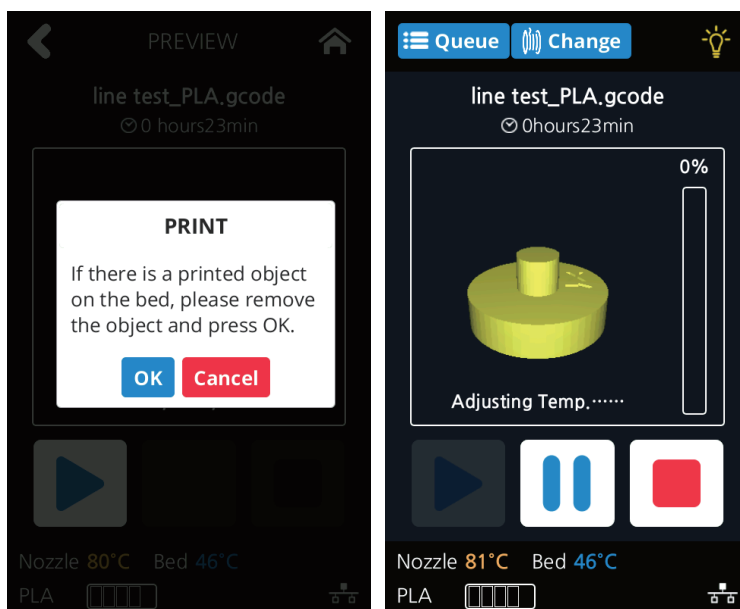 PREVIEW
line test_PLA.gcode
0 hours23min
PRINT
If there is a printed object
on the bed, please remove
the object and press OK.
OK Cancel
Nozzle 80°C Bed 46°C
PLA
Queue Change
line test_PLA.gcode
0hours23min
0%
Adjusting Temp.······
Nozzle 81°C Bed 46°C
PLA